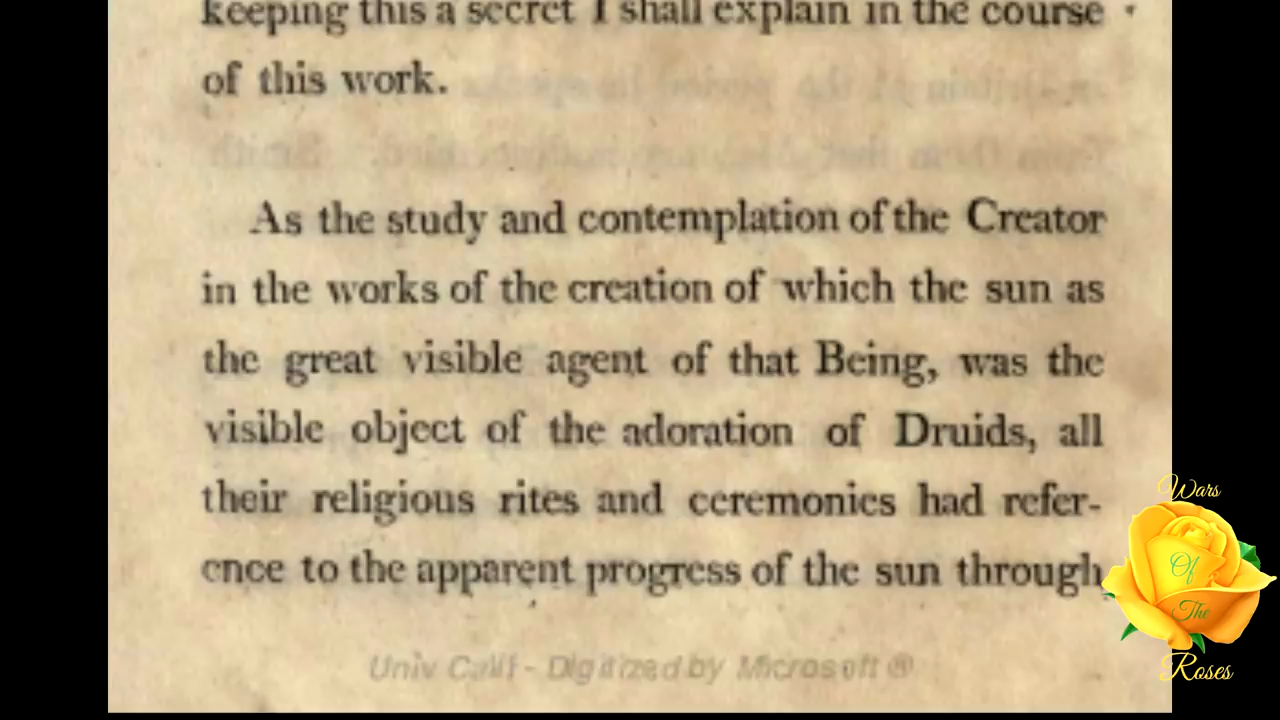 keeping this a secret I shall explain in the course
of this work.
As the study and contemplation of the Creator
in the works of the creation of which the sun as
the great visible agent of that Being, was the
visible object of the adoration of Druids, all
their religious rites and ceremonies had refer-
ence to the apparent progress of the sun through
Univ Calif - Digitized by Microsoft ®
Wars
Of
The
Roses